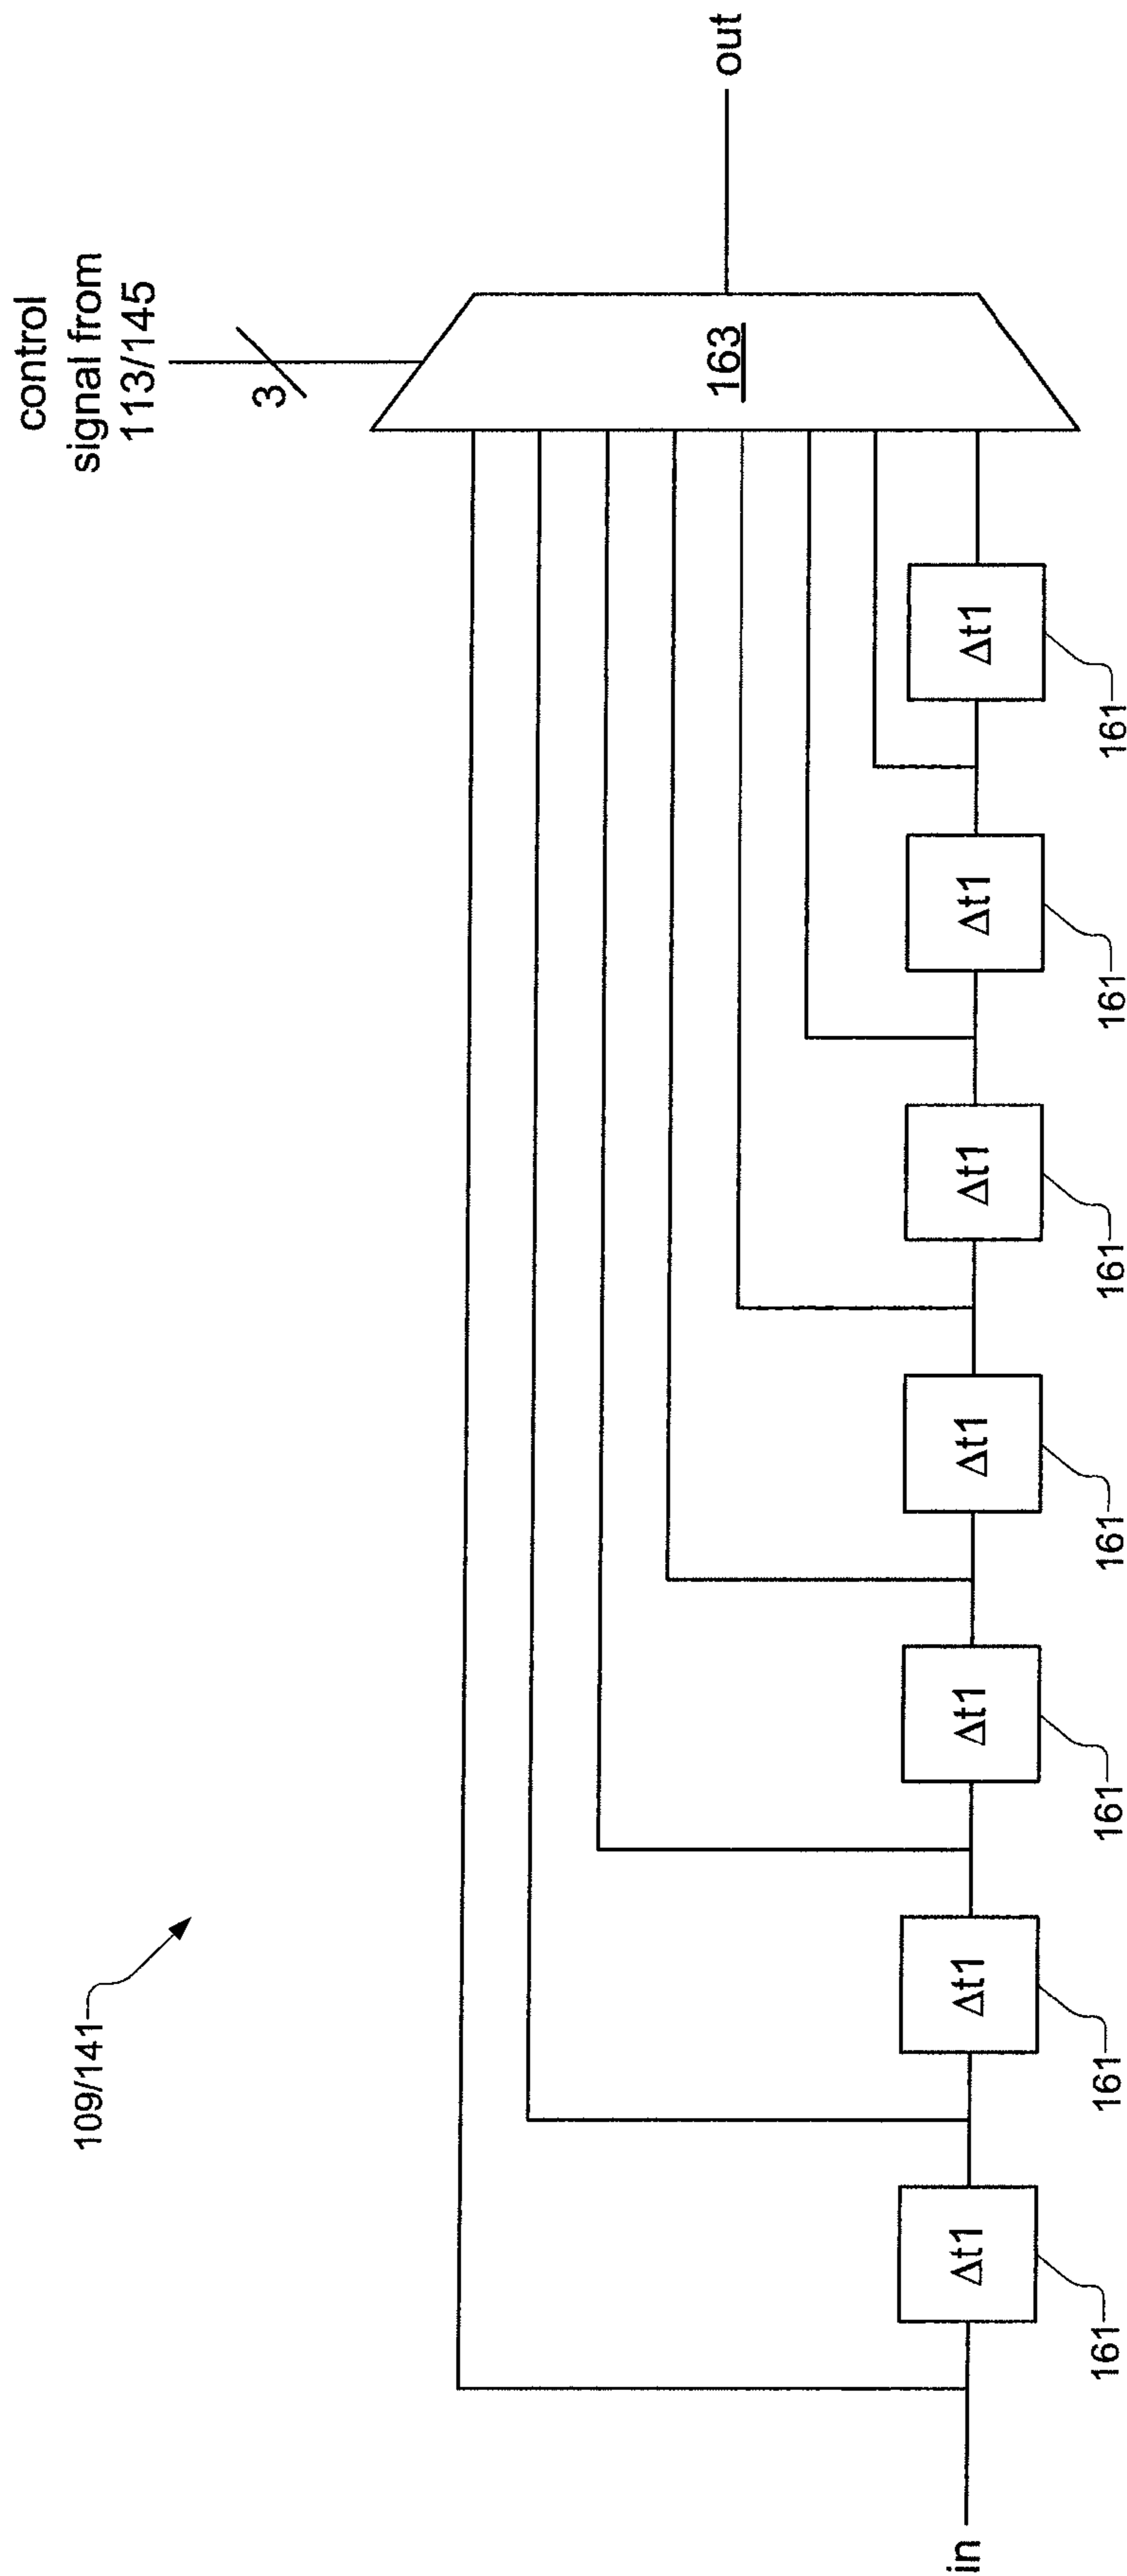 109/141
control
signal from
113/145
3
163
out
in
Δt1
Δt1
Δt1
Δt1
Δt1
Δt1
Δt1
161
161
161
161
161
161
161